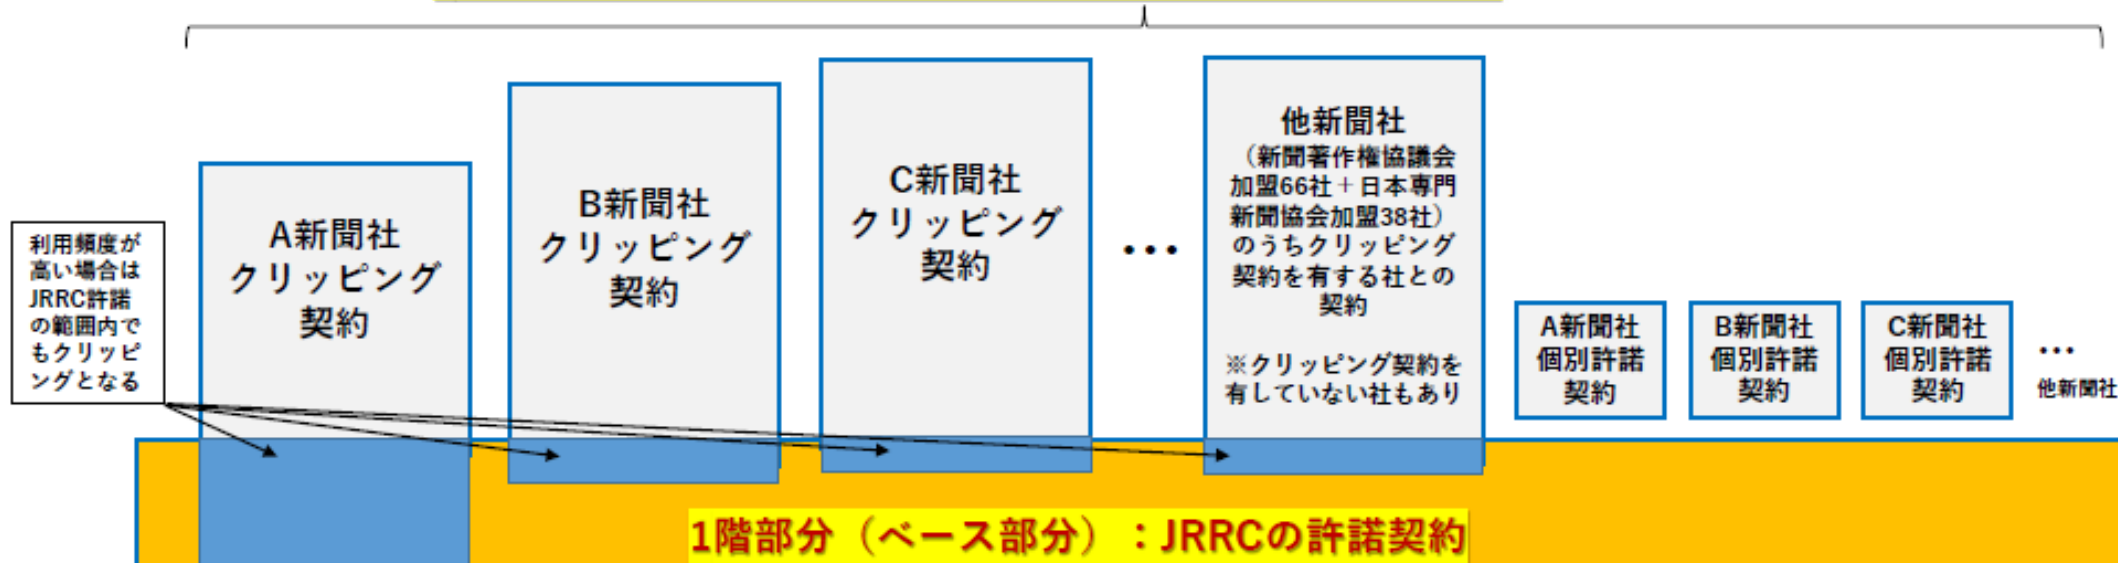 利用頻度が
高い場合は
JRRC許諾
の範囲内で
もクリッピ
ングとなる
A新聞社
クリッピング
契約
B新聞社
クリッピング
契約
C新聞社
クリッピング
契約
…
他新聞社
（新聞著作権協議会
加盟66社＋日本専門
新聞協会加盟38社）
のうちクリッピング
契約を有する社との
契約
※クリッピング契約を
有していない社もあり
A新聞社
個別許諾
契約
B新聞社
個別許諾
契約
C新聞社
個別許諾
契約
…
他新聞社
1階部分（ベース部分）：JRRCの許諾契約